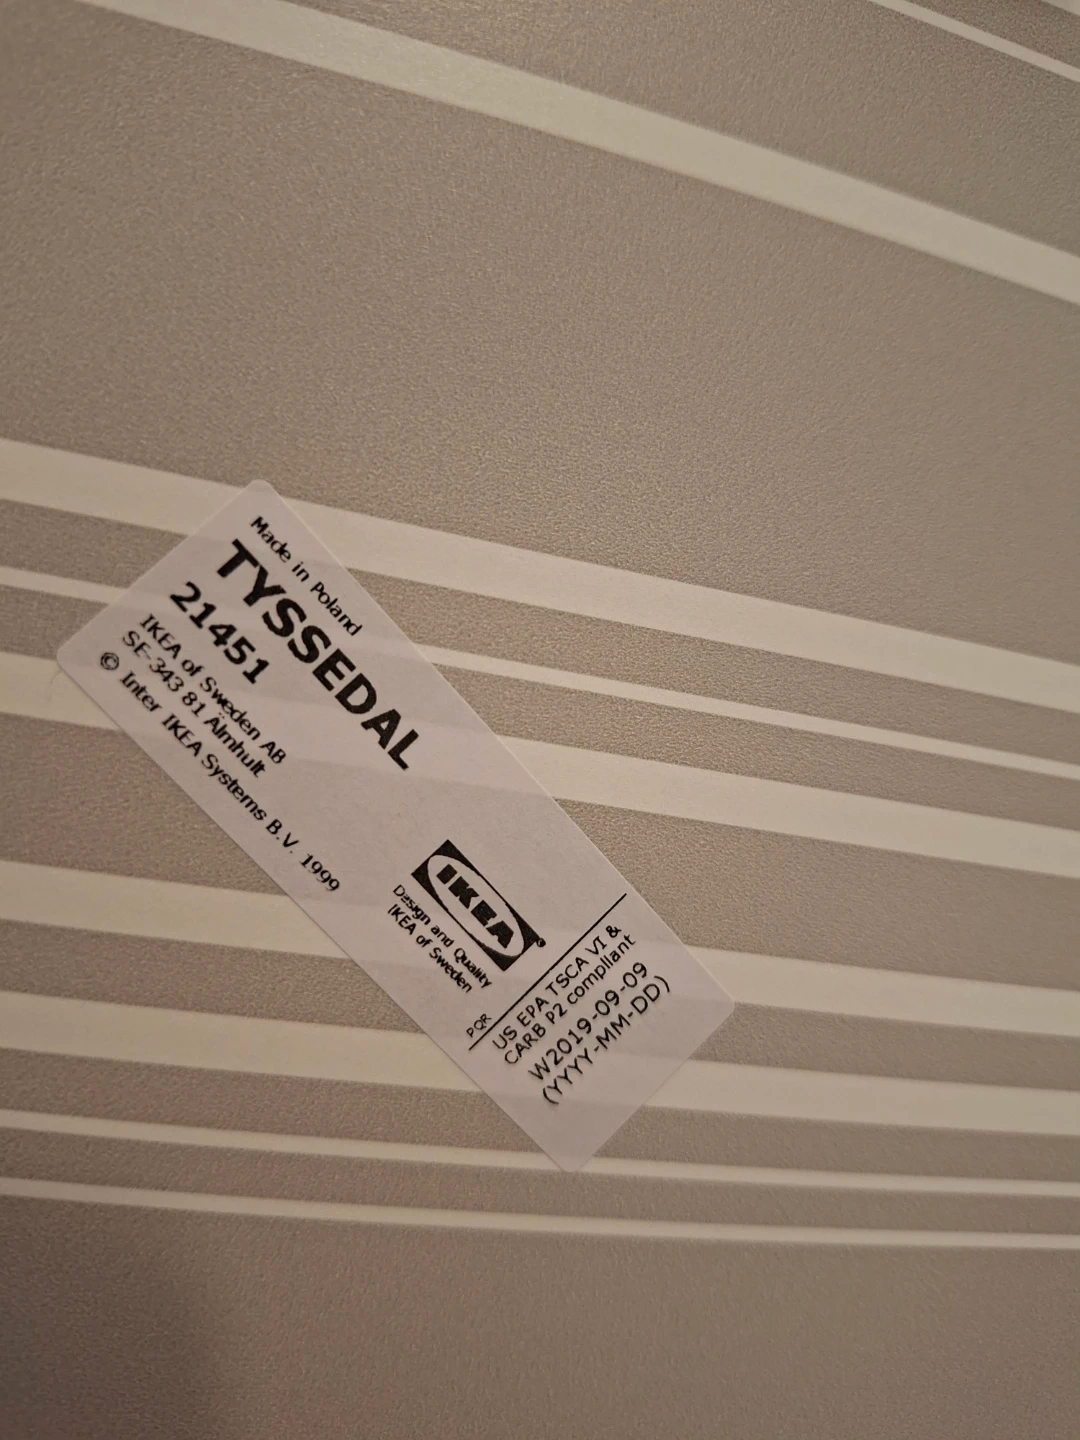 Made in Poland
TYSSEDAL
21451
IKEA of Sweden AB
SE-343 81 Älmhult
© Inter IKEA Systems B.V. 1999
IKEA®
Design and Quality
IKEA of Sweden
PQR
US EPA TSCA VI &
CARB P2 compliant
W2019-09-09
(YYYY-MM-DD)